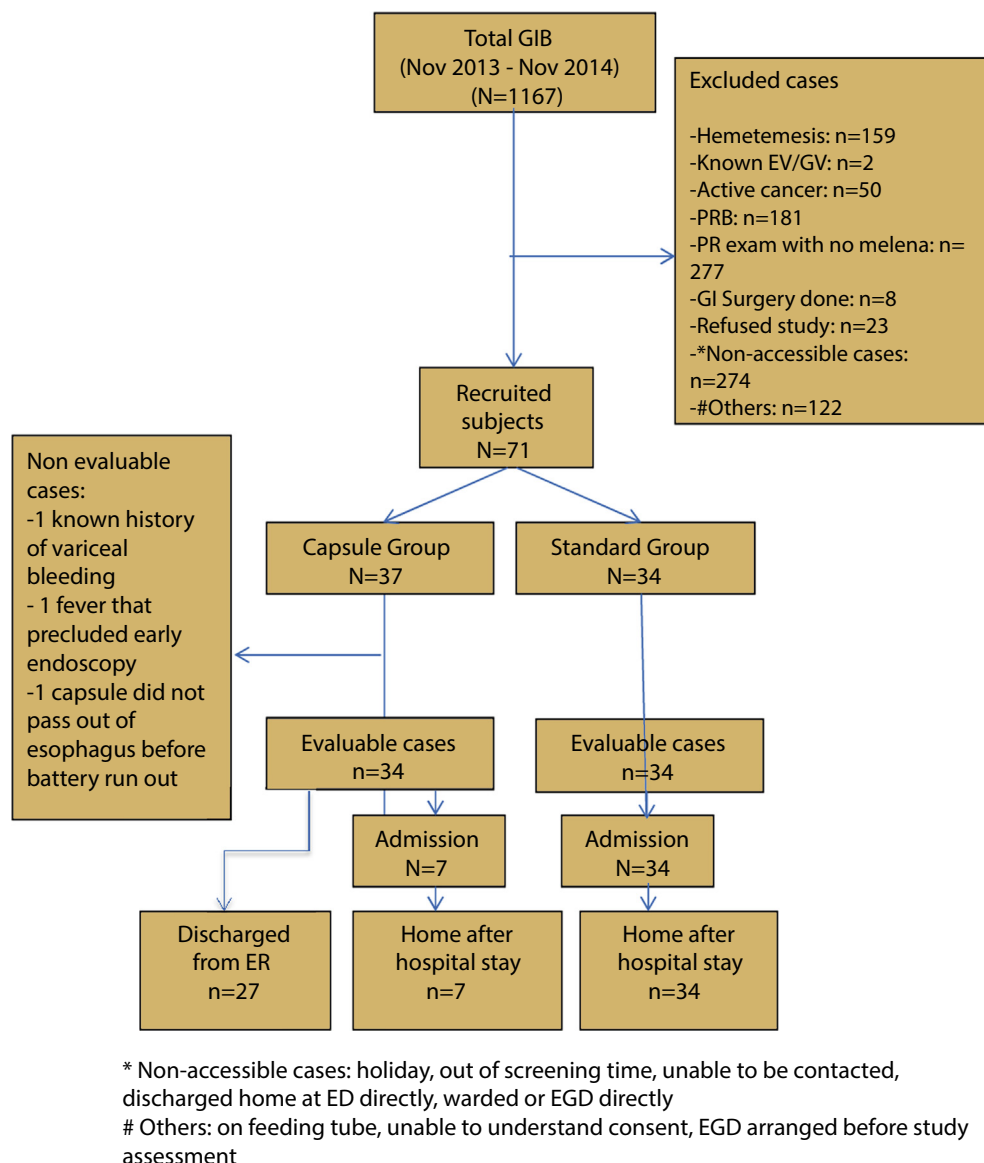 Total GIB
(Nov 2013 - Nov 2014)
(N=1167)
Excluded cases
-Hemetemesis: n=159
-Known EV/GV: n=2
-Active cancer: n=50
-PRB: n=181
-PR exam with no melena: n=
277
-GI Surgery done: n=8
-Refused study: n=23
-*Non-accessible cases:
n=274
-#Others: n=122
Recruited
subjects
N=71
Non evaluable
cases:
-1 known history
of variceal
bleeding
- 1 fever that
precluded early
endoscopy
-1 capsule did not
pass out of
esophagus before
battery run out
Capsule Group
N=37
Standard Group
N=34
Evaluable cases
n=34
Evaluable cases
n=34
Admission
N=7
Admission
N=34
Discharged
from ER
n=27
Home after
hospital stay
n=7
Home after
hospital stay
n=34
* Non-accessible cases: holiday, out of screening time, unable to be contacted,
discharged home at ED directly, warded or EGD directly
# Others: on feeding tube, unable to understand consent, EGD arranged before study
assessment